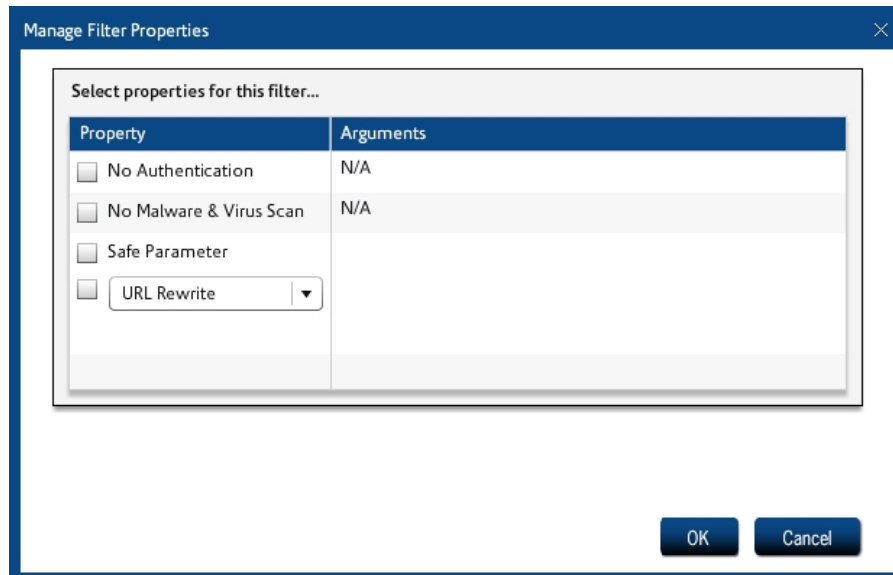 Manage Filter Properties
Select properties for this filter...
Property Arguments
No Authentication N/A
No Malware & Virus Scan N/A
Safe Parameter
URL Rewrite
OK Cancel